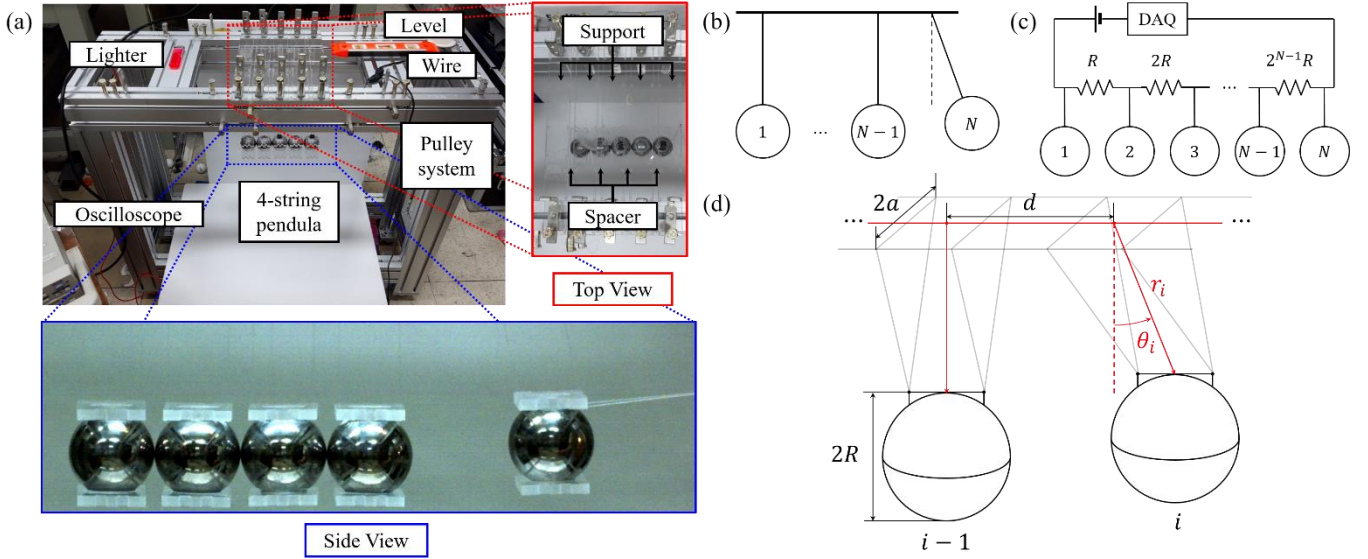 (a)
Lighter
Level
Wire
Pulley
system
Oscilloscope
4-string
pendula
Support
Spacer
Top View
Side View
(b)
1
...
N − 1
N
(c)
DAQ
R
2R
...
2^{N−1}R
1
2
3
N−1
N
(d)
2a
d
...
...
r_i
θ_i
2R
i − 1
i